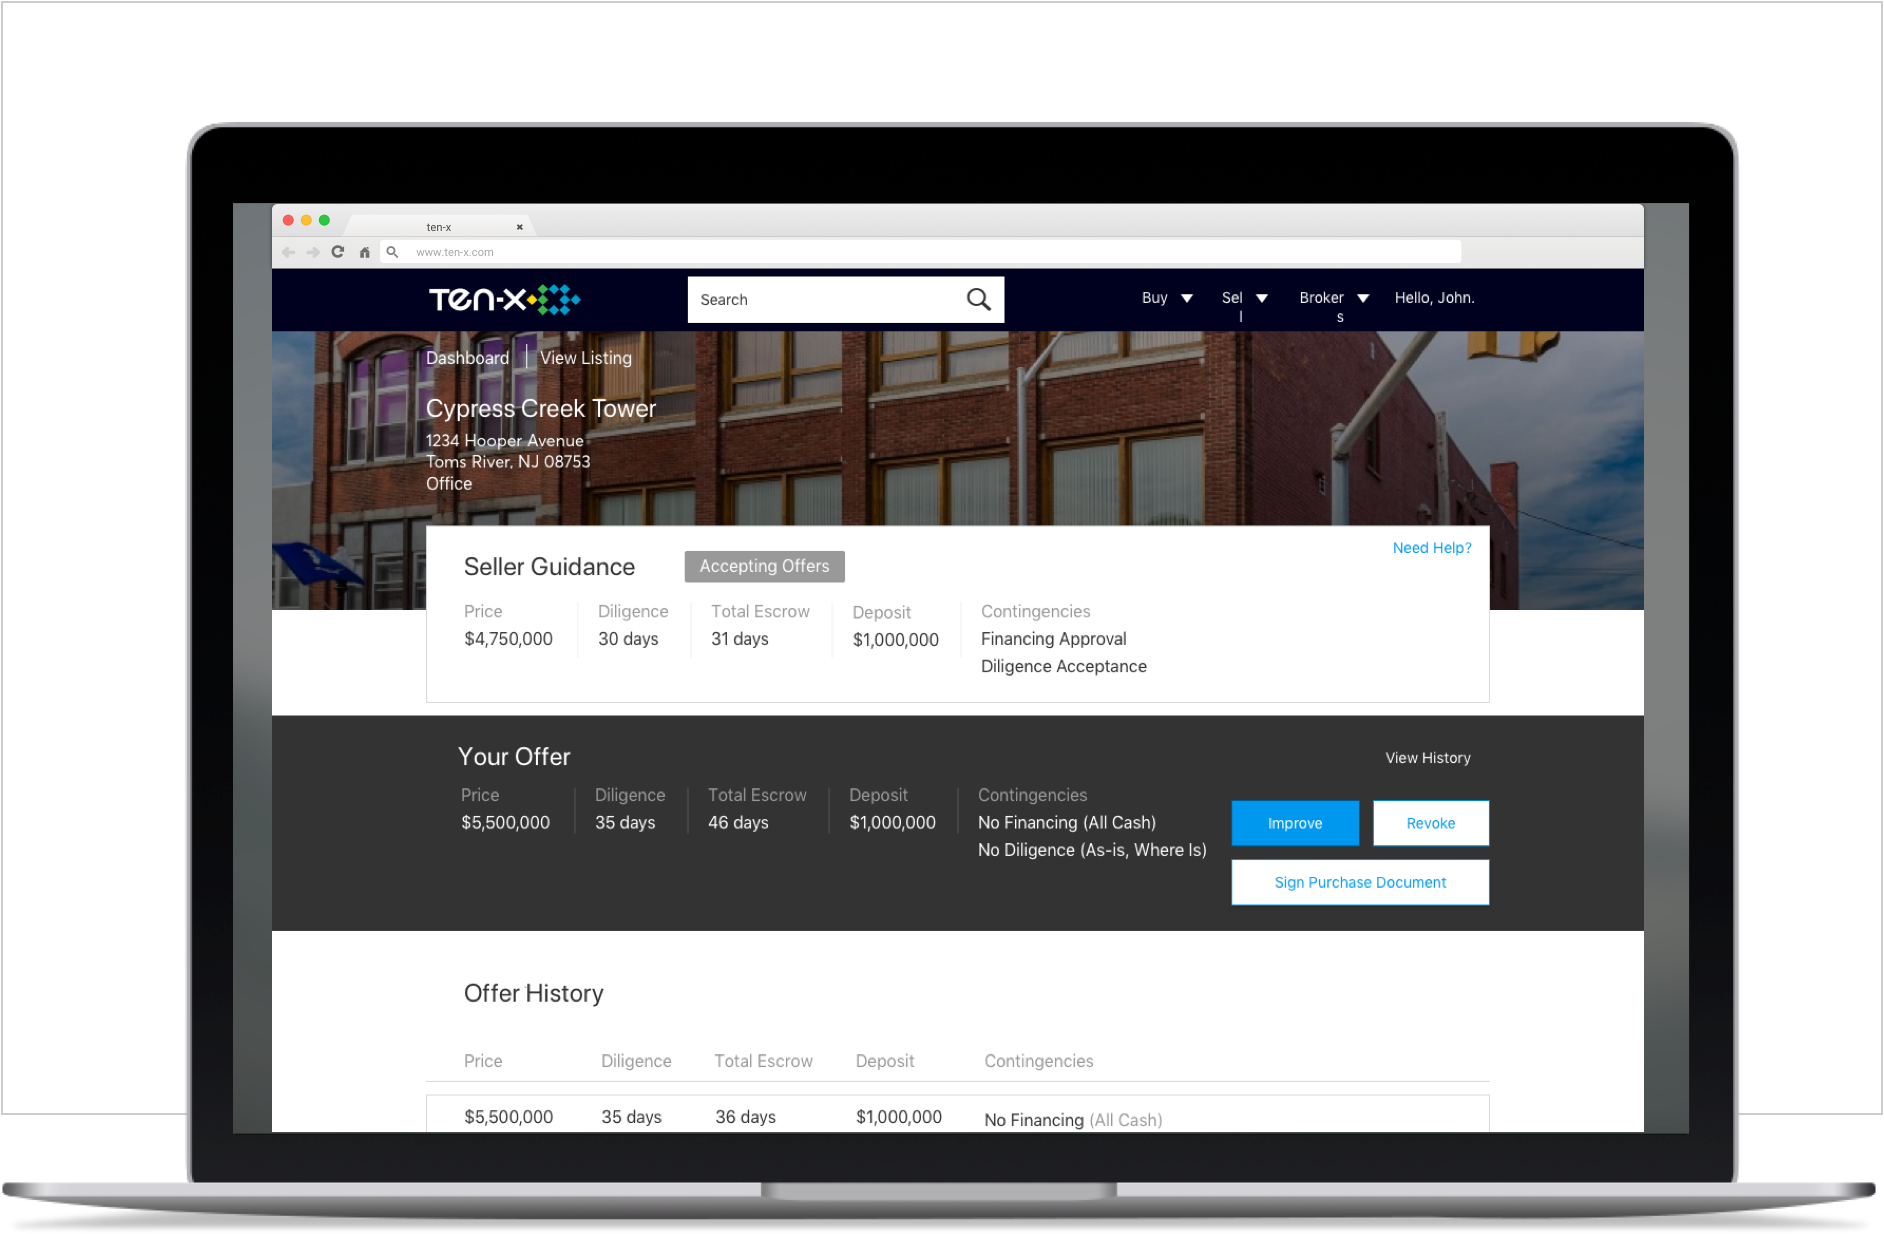 ten-x
www.ten-x.com
Ten-X
Search
Buy
Sel
l
Broker
s
Hello, John.
Dashboard
View Listing
Cypress Creek Tower
1234 Hooper Avenue
Toms River, NJ 08753
Office
Seller Guidance
Accepting Offers
Need Help?
Price Diligence Total Escrow Deposit Contingencies
$4,750,000 30 days 31 days $1,000,000 Financing Approval
Diligence Acceptance
Your Offer
View History
Price Diligence Total Escrow Deposit Contingencies
$5,500,000 35 days 46 days $1,000,000 No Financing (All Cash)
No Diligence (As-is, Where Is)
Improve
Revoke
Sign Purchase Document
Offer History
Price Diligence Total Escrow Deposit Contingencies
$5,500,000 35 days 36 days $1,000,000 No Financing (All Cash)